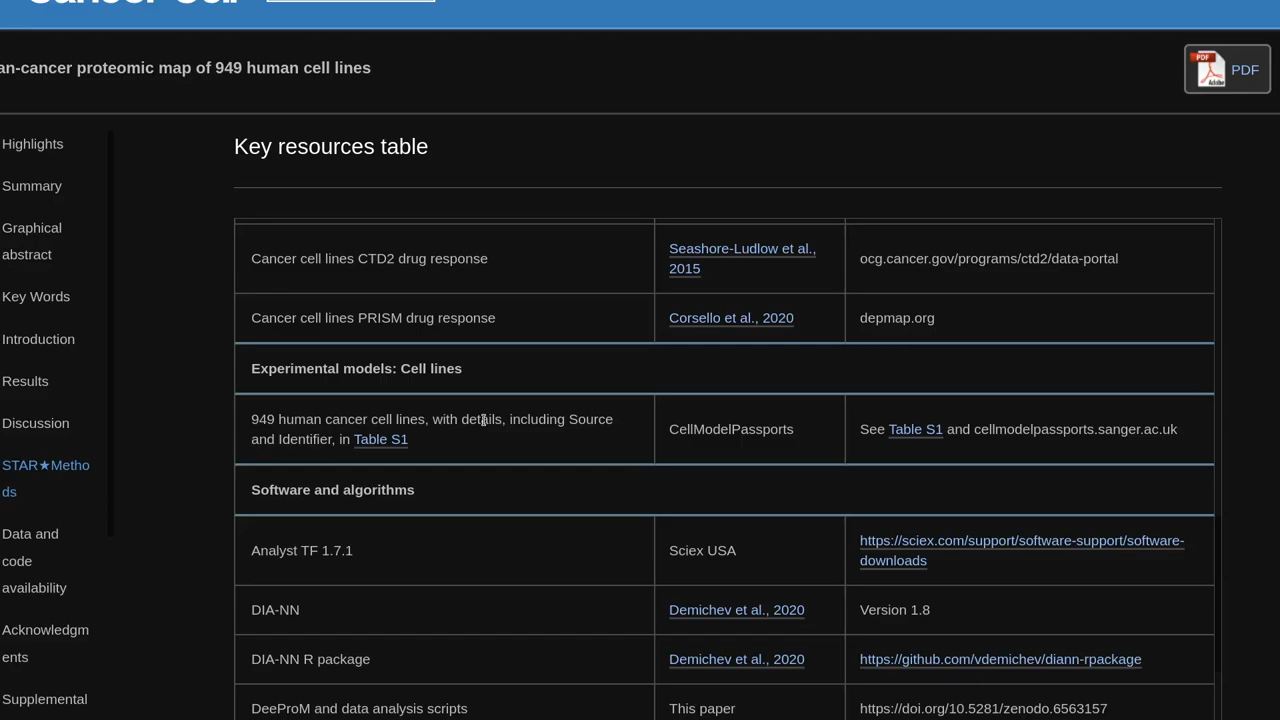 an-cancer proteomic map of 949 human cell lines
PDF
PDF
Adobe
Highlights
Summary
Graphical
abstract
Key Words
Introduction
Results
Discussion
STAR★Metho
ds
Data and
code
availability
Acknowledgm
ents
Supplemental
Key resources table
Cancer cell lines CTD2 drug response
Seashore-Ludlow et al.,
2015
ocg.cancer.gov/programs/ctd2/data-portal
Cancer cell lines PRISM drug response
Corsello et al., 2020
depmap.org
Experimental models: Cell lines
949 human cancer cell lines, with details, including Source
and Identifier, in Table S1
CellModelPassports
See Table S1 and cellmodelpassports.sanger.ac.uk
Software and algorithms
Analyst TF 1.7.1
Sciex USA
https://sciex.com/support/software-support/software-
downloads
DIA-NN
Demichev et al., 2020
Version 1.8
DIA-NN R package
Demichev et al., 2020
https://github.com/vdemichev/diann-rpackage
DeeProM and data analysis scripts
This paper
https://doi.org/10.5281/zenodo.6563157